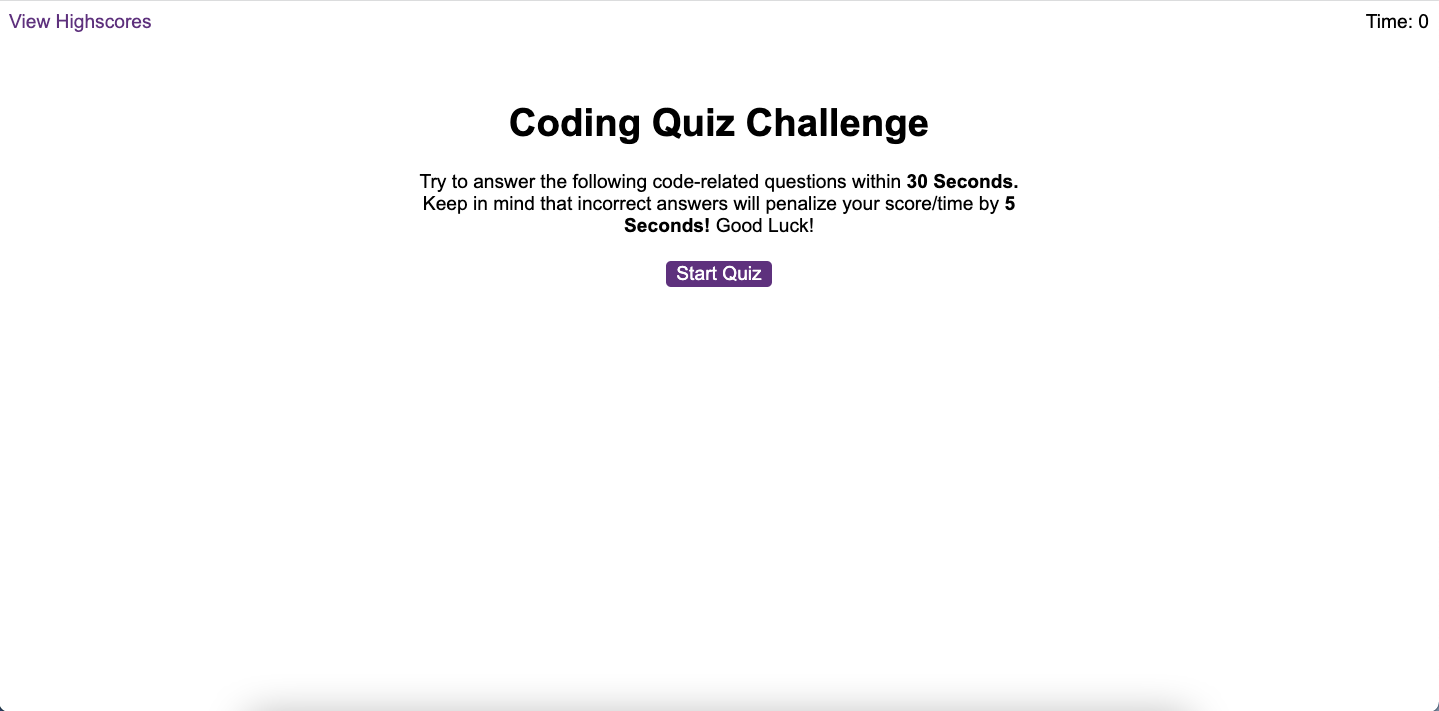 View Highscores
Time: 0
Coding Quiz Challenge
Try to answer the following code-related questions within 30 Seconds.
Keep in mind that incorrect answers will penalize your score/time by 5
Seconds! Good Luck!
Start Quiz